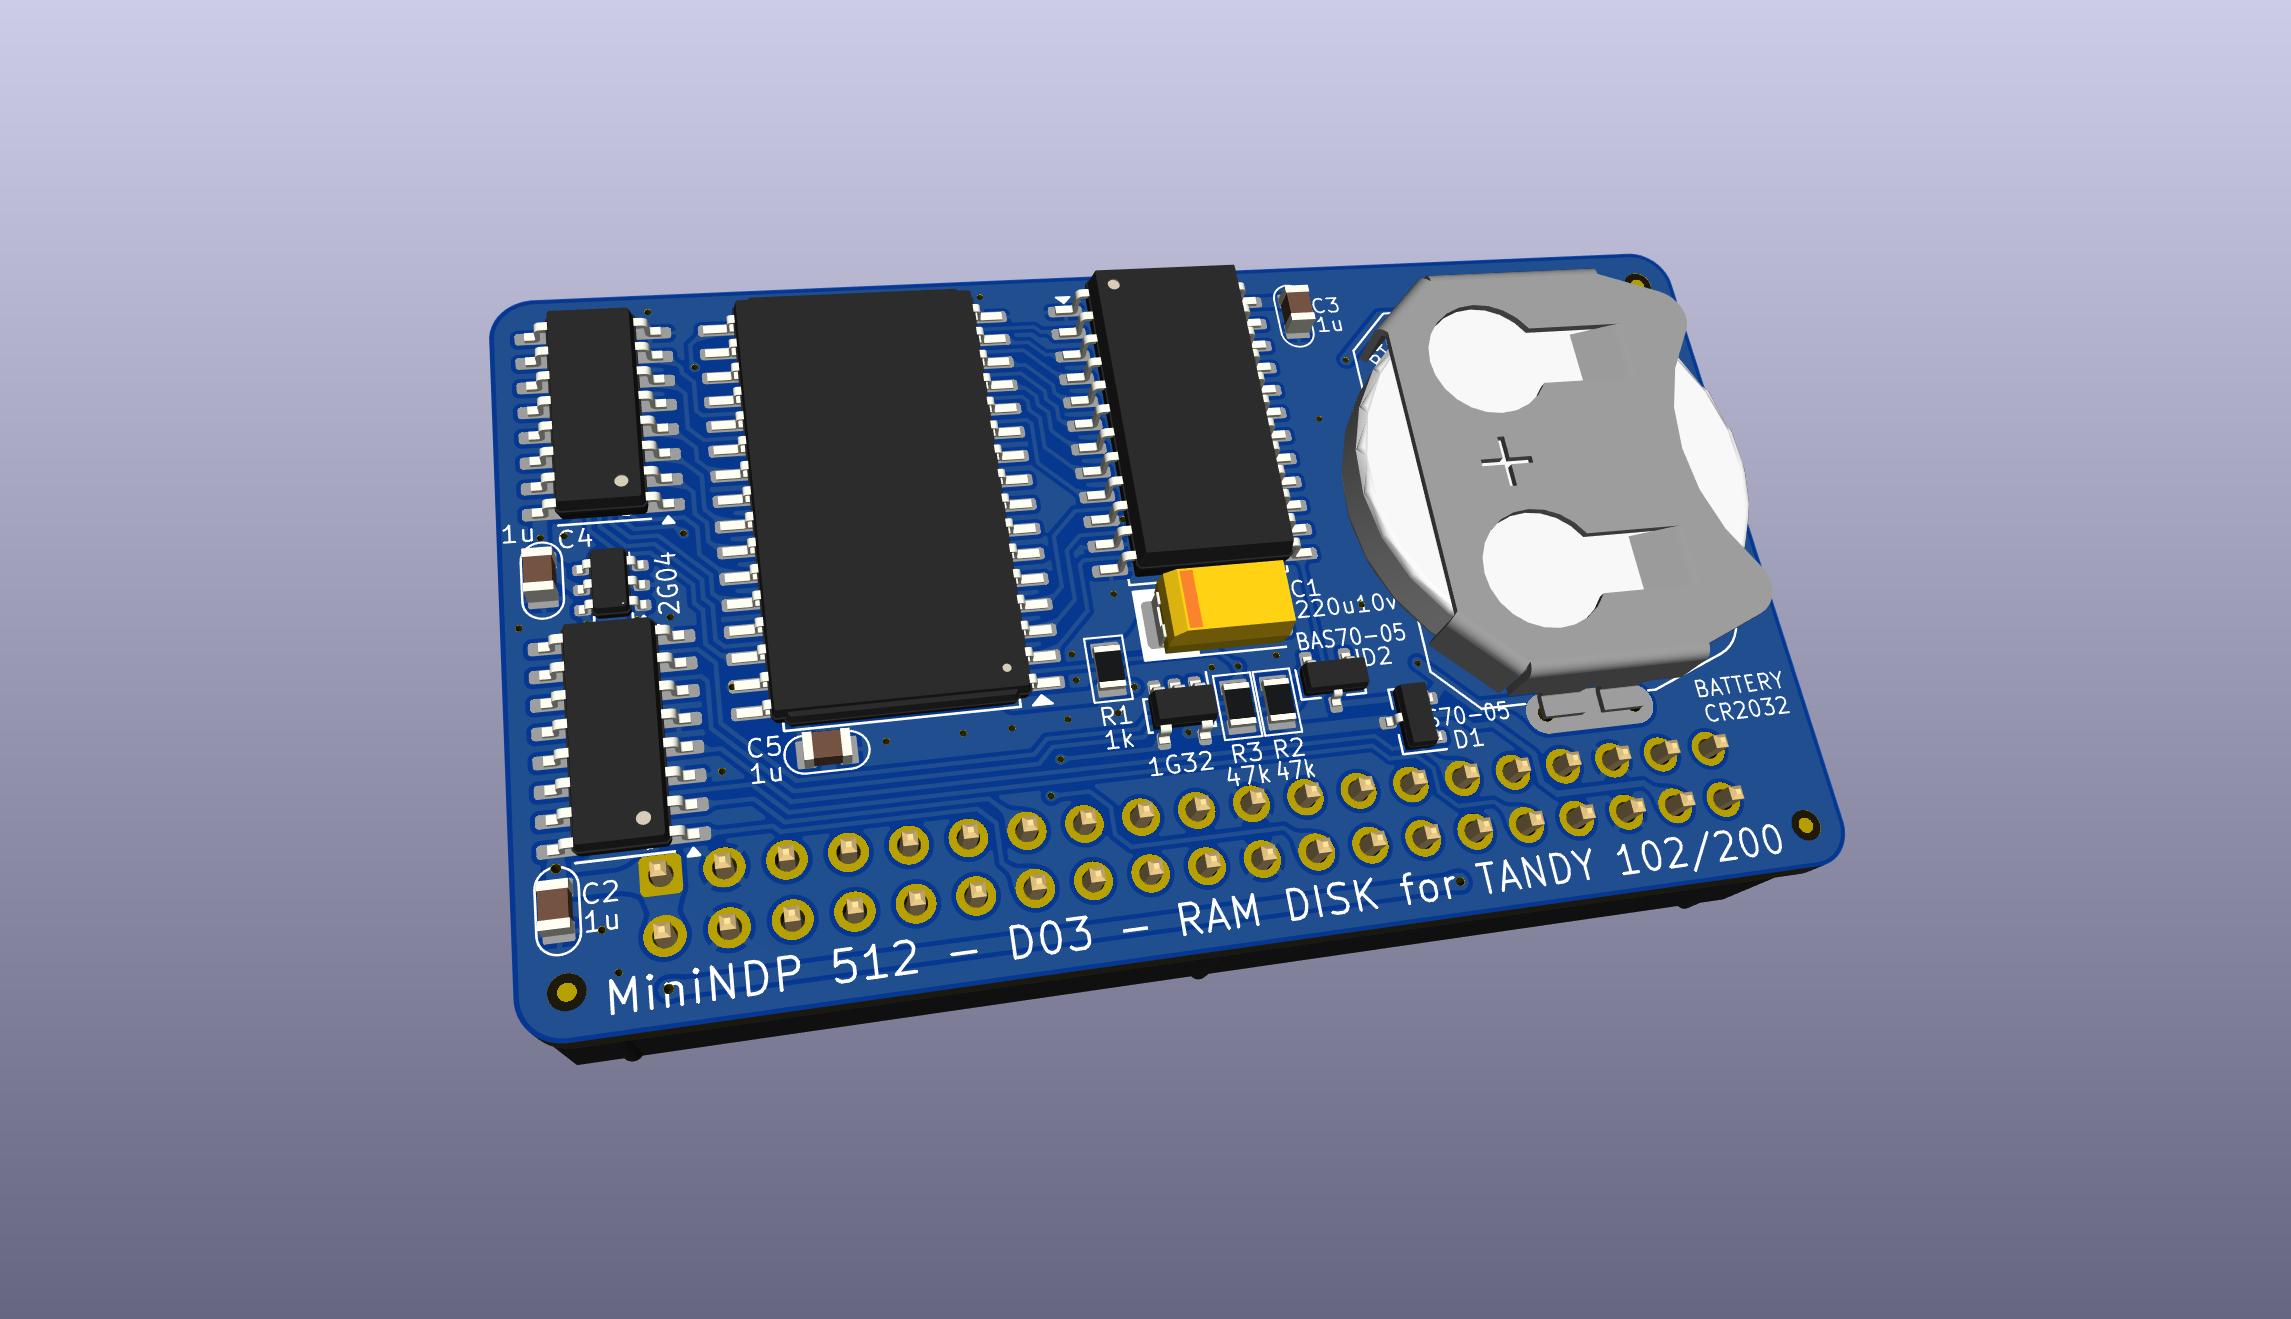 C3
1u
+
1u
C4
2G04
C1
220u10v
BAS70-05
D2
R1
1k
1G32
R3
47k
R2
47k
S70-05
D1
BATTERY
CR2032
C5
1u
C2
1u
MiniNDP 512 - D03 - RAM DISK for TANDY 102/200